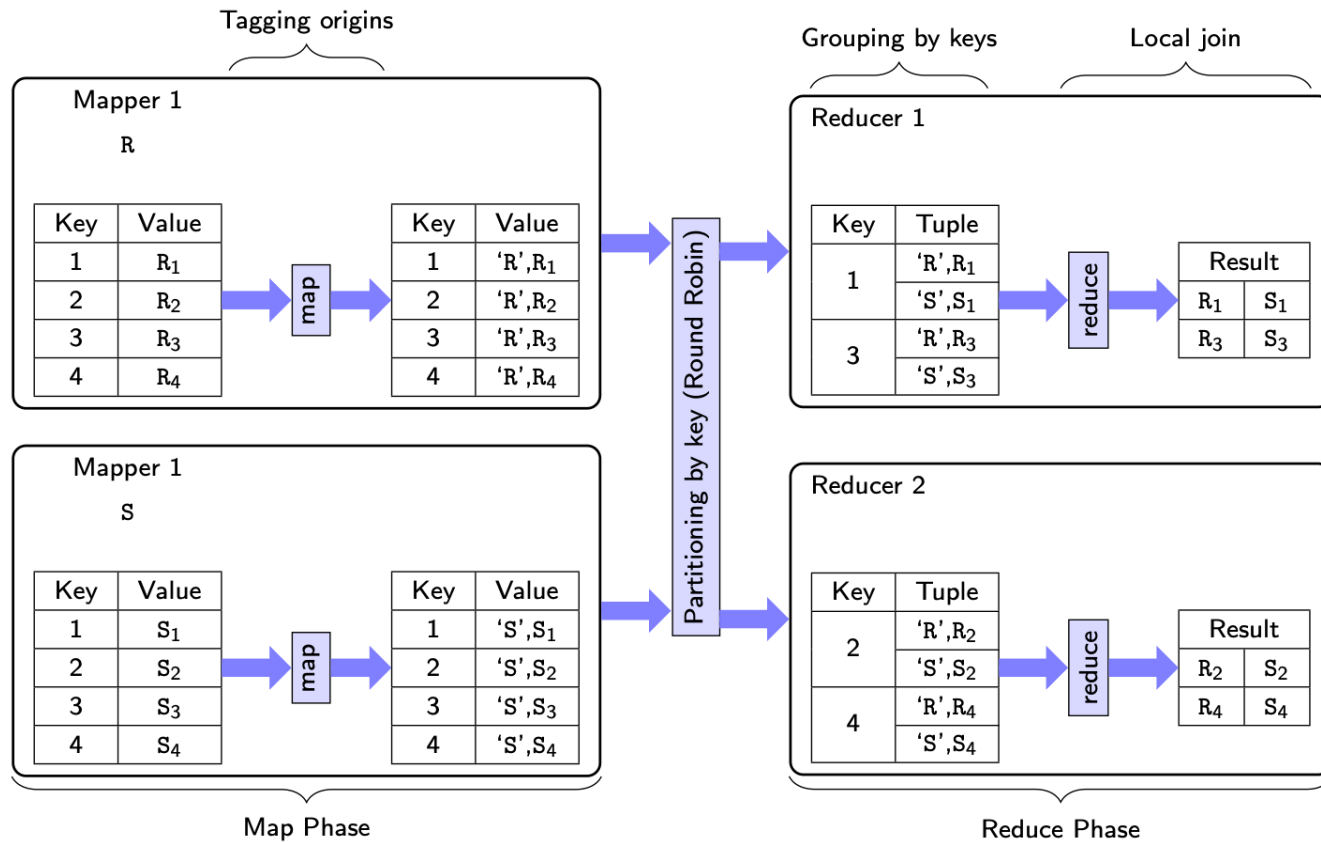 Tagging origins
Grouping by keys
Local join
Mapper 1
R
Key Value
1 R₁
2 R₂
3 R₃
4 R₄
map
Key Value
1 ‘R’,R₁
2 ‘R’,R₂
3 ‘R’,R₃
4 ‘R’,R₄
Mapper 1
S
Key Value
1 S₁
2 S₂
3 S₃
4 S₄
map
Key Value
1 ‘S’,S₁
2 ‘S’,S₂
3 ‘S’,S₃
4 ‘S’,S₄
Map Phase
Partitioning by key (Round Robin)
Reducer 1
Key Tuple
1 ‘R’,R₁
‘S’,S₁
3 ‘R’,R₃
‘S’,S₃
reduce
Result
R₁ S₁
R₃ S₃
Reducer 2
Key Tuple
2 ‘R’,R₂
‘S’,S₂
4 ‘R’,R₄
‘S’,S₄
reduce
Result
R₂ S₂
R₄ S₄
Reduce Phase